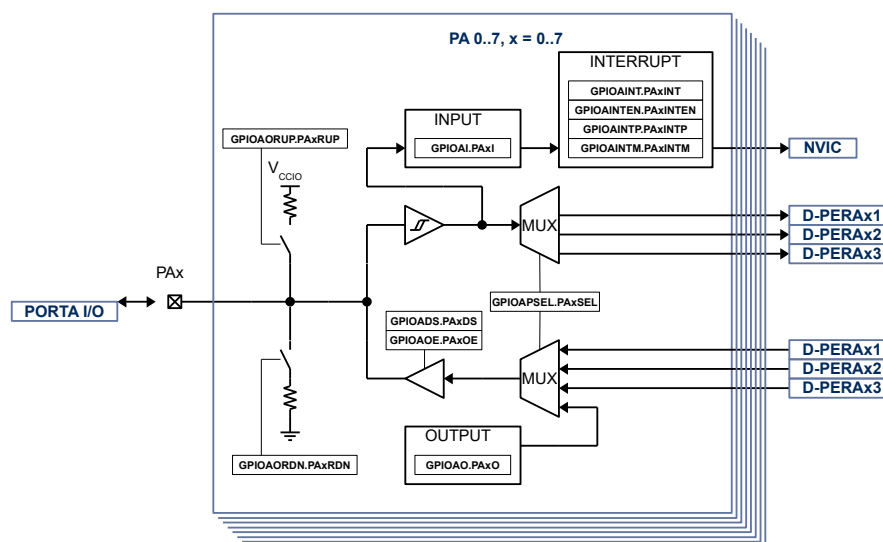 PA 0..7, x = 0..7
INTERRUPT
GPIOAINT.PAxINT
GPIOAINTEN.PAxINTEN
GPIOAINTP.PAxINTP
GPIOAINTM.PAxINTM
INPUT
GPIOAI.PAxI
NVIC
GPIOAORUP.PAxRUP
VCCIO
MUX
D-PERAx1
D-PERAx2
D-PERAx3
PAx
PORTA I/O
GPIOAPSEL.PAxSEL
GPIOADS.PAxDS
GPIOAOE.PAxOE
MUX
D-PERAx1
D-PERAx2
D-PERAx3
OUTPUT
GPIOAO.PAxO
GPIOAORDN.PAxRDN